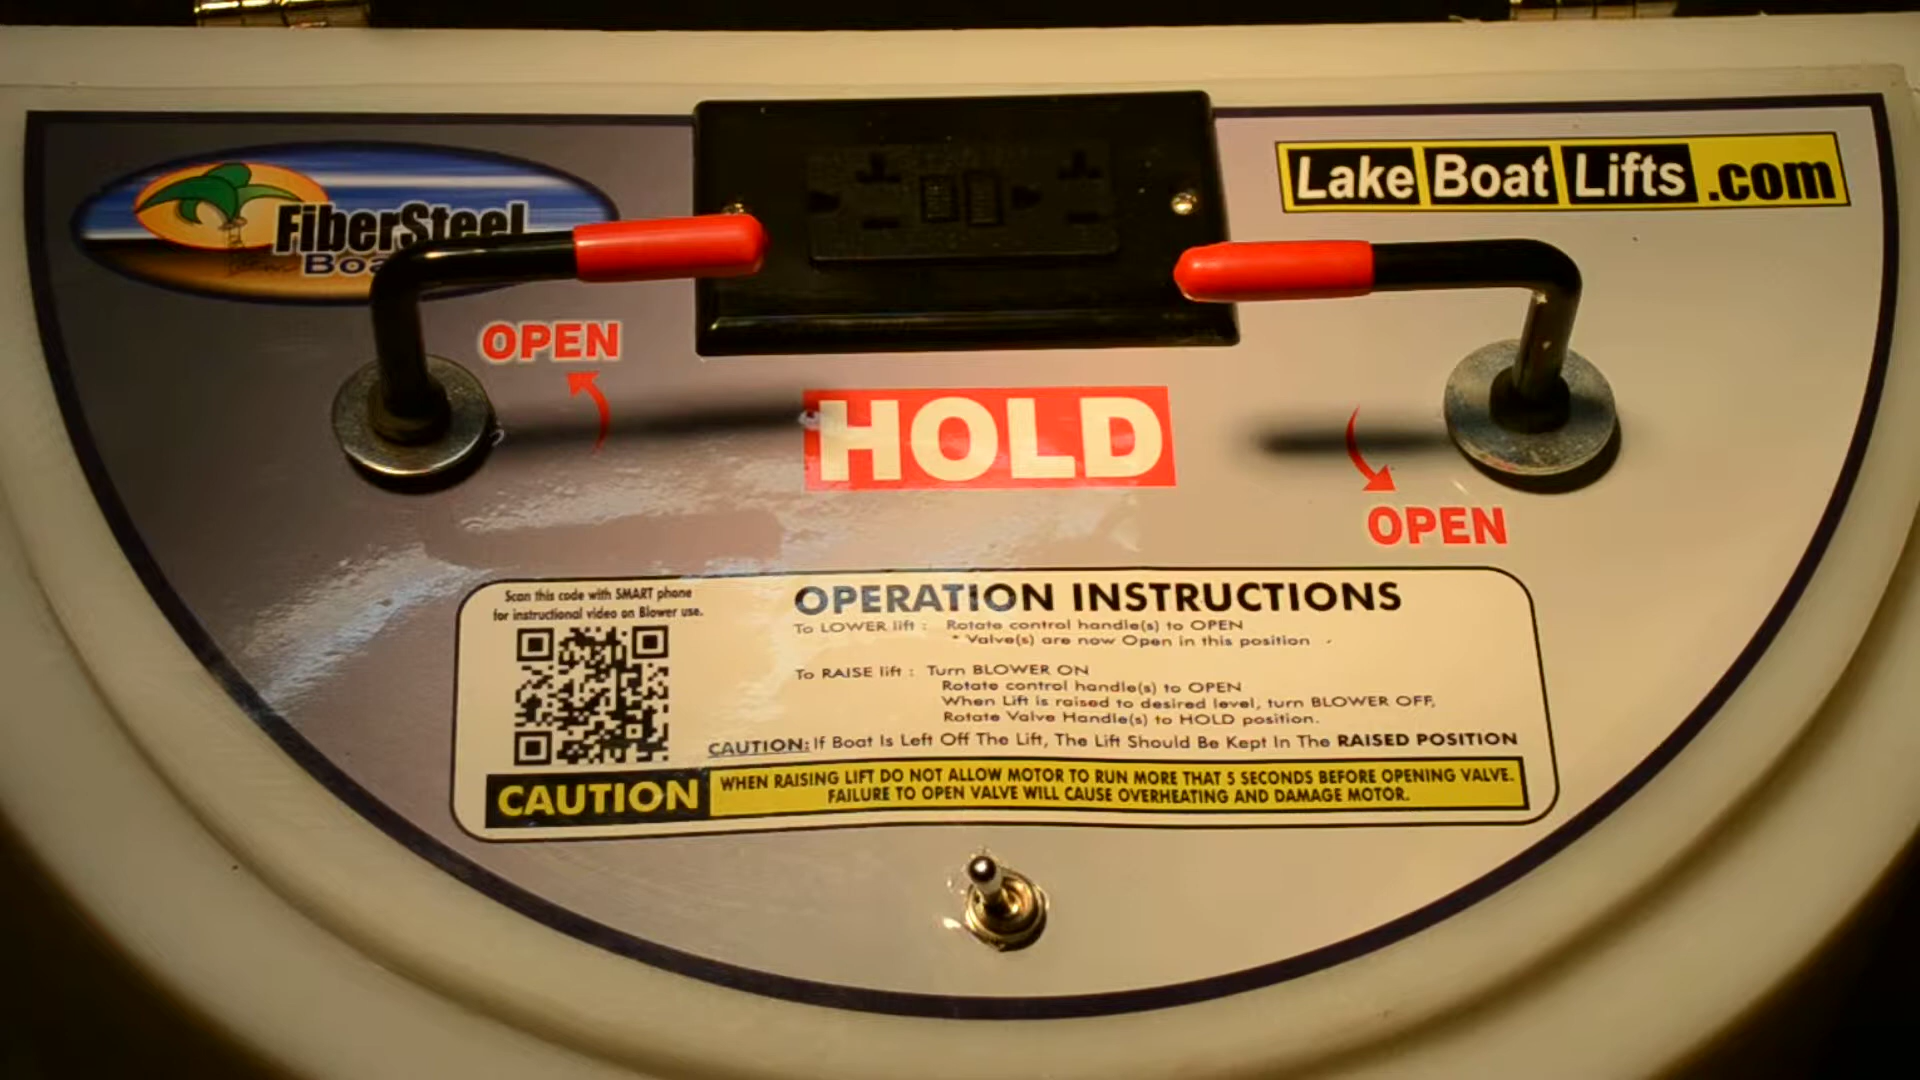 FiberSteel
LakeBoatLifts.com
OPEN
HOLD
OPEN
Scan this code with SMART phone
for instructional video on Blower use.
OPERATION INSTRUCTIONS
To LOWER lift : Rotate control handle(s) to OPEN
* Valve(s) are now Open in this position
To RAISE lift : Turn BLOWER ON
Rotate control handle(s) to OPEN
When Lift is raised to desired level, turn BLOWER OFF,
Rotate Valve Handle(s) to HOLD position.
CAUTION: If Boat Is Left Off The Lift, The Lift Should Be Kept In The RAISED POSITION
CAUTION
WHEN RAISING LIFT DO NOT ALLOW MOTOR TO RUN MORE THAT 5 SECONDS BEFORE OPENING VALVE.
FAILURE TO OPEN VALVE WILL CAUSE OVERHEATING AND DAMAGE MOTOR.